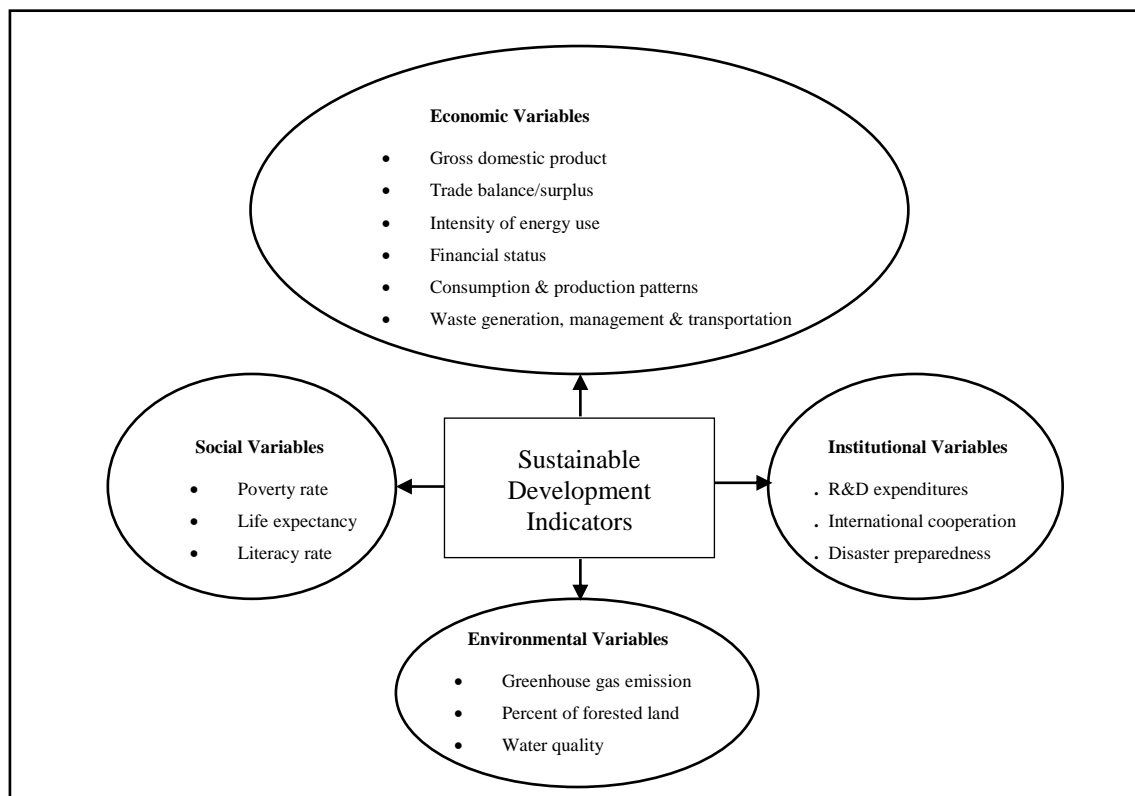 Economic Variables
• Gross domestic product
• Trade balance/surplus
• Intensity of energy use
• Financial status
• Consumption & production patterns
• Waste generation, management & transportation
Social Variables
• Poverty rate
• Life expectancy
• Literacy rate
Sustainable
Development
Indicators
Institutional Variables
. R&D expenditures
. International cooperation
. Disaster preparedness
Environmental Variables
• Greenhouse gas emission
• Percent of forested land
• Water quality